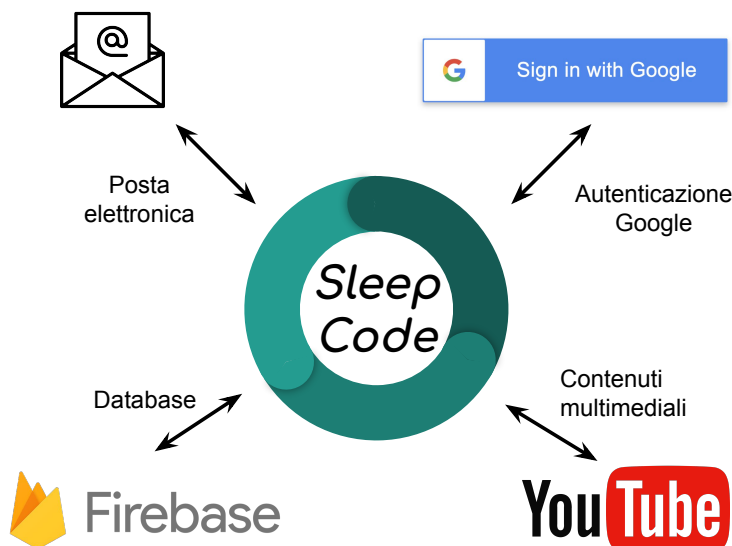 @
Sign in with Google
Posta
elettronica
Autenticazione
Google
Sleep
Code
Database
Contenuti
multimediali
Firebase
YouTube